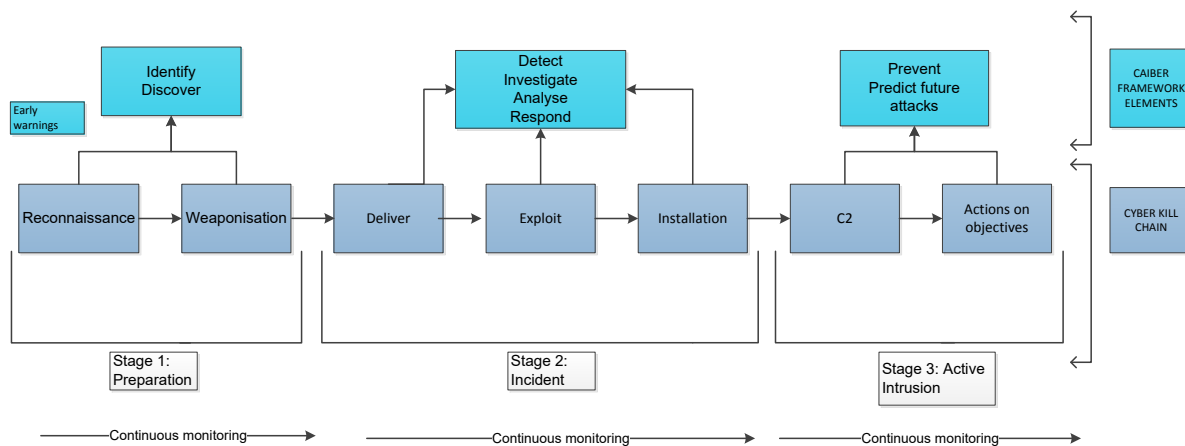 Identify
Discover
Detect
Investigate
Analyse
Respond
Prevent
Predict future
attacks
CAIBER
FRAMEWORK
ELEMENTS
Early
warnings
Reconnaissance
Weaponisation
Deliver
Exploit
Installation
C2
Actions on
objectives
CYBER KILL
CHAIN
Stage 1:
Preparation
Stage 2:
Incident
Stage 3: Active
Intrusion
Continuous monitoring
Continuous monitoring
Continuous monitoring